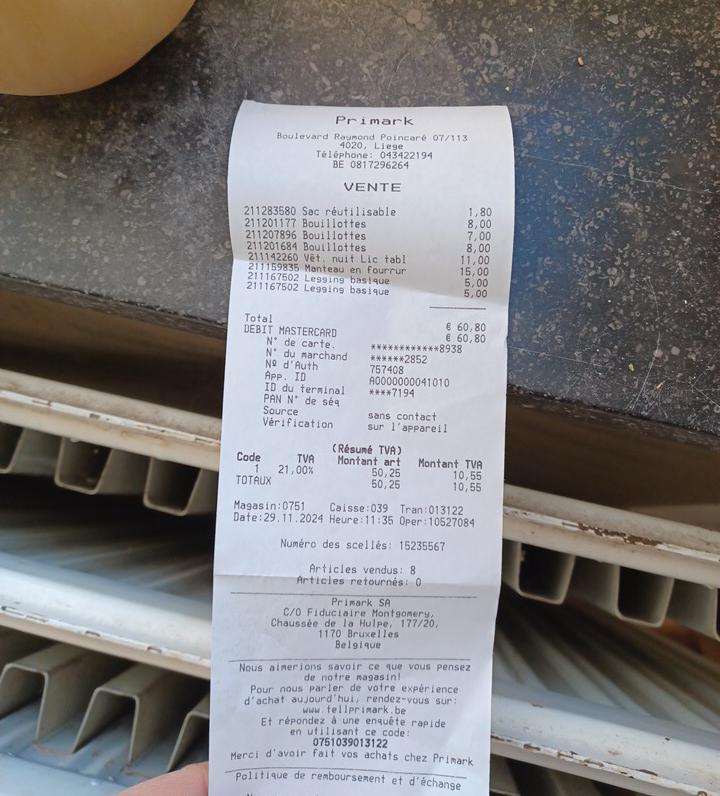 Primark
Boulevard Raymond Poincaré 07/113
4020, Liege
Téléphone: 043422194
BE 0817296264
VENTE
211283580 Sac réutilisable 1,80
211201177 Bouillottes 8,00
211207896 Bouillottes 7,00
211201684 Bouillottes 8,00
211142260 Vêt. nuit Lic tabl 11,00
211159835 Manteau en fourrur 15,00
211167502 Legging basique 5,00
211167502 Legging basique 5,00
Total € 60,80
DEBIT MASTERCARD € 60,80
N° de carte. ************8938
N° du marchand ******2852
Nº d'Auth 757408
App. ID A0000000041010
ID du terminal ****7194
PAN N° de séq
Source sans contact
Vérification sur l'appareil
(Résumé TVA)
Code TVA Montant art Montant TVA
1 21,00% 50,25 10,55
TOTAUX 50,25 10,55
Magasin:0751 Caisse:039 Tran:013122
Date:29.11.2024 Heure:11:35 Oper:10527084
Numéro des scellés: 15235567
Articles vendus: 8
Articles retournés: 0
Primark SA
C/O Fiduciaire Montgomery,
Chaussée de la Hulpe, 177/20,
1170 Bruxelles
Belgique
Nous aimerions savoir ce que vous pensez
de notre magasin!
Pour nous parler de votre expérience
d'achat aujourd'hui, rendez-vous sur:
www.tellprimark.be
Et répondez à une enquête rapide
en utilisant ce code:
0751039013122
Merci d'avoir fait vos achats chez Primark
Politique de remboursement et d'échange